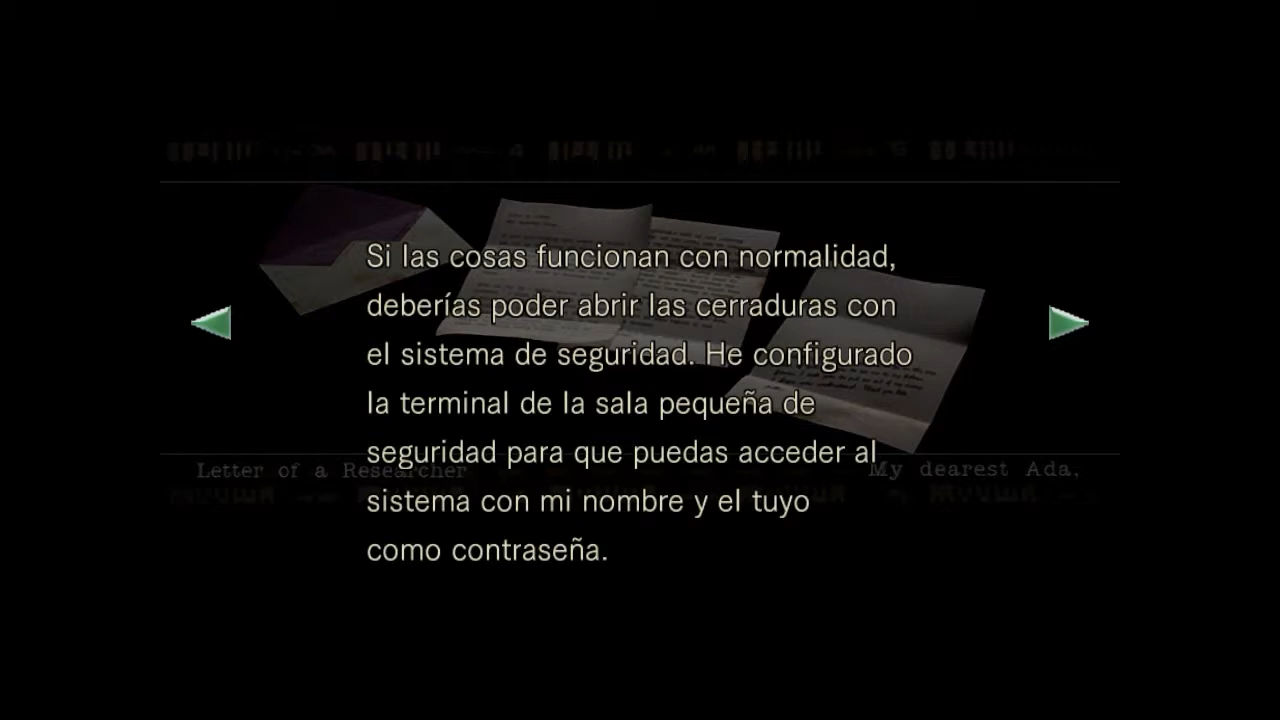 Si las cosas funcionan con normalidad,
deberías poder abrir las cerraduras con
el sistema de seguridad. He configurado
la terminal de la sala pequeña de
seguridad para que puedas acceder al
Letter of a Researcher
My dearest Ada,
sistema con mi nombre y el tuyo
como contraseña.